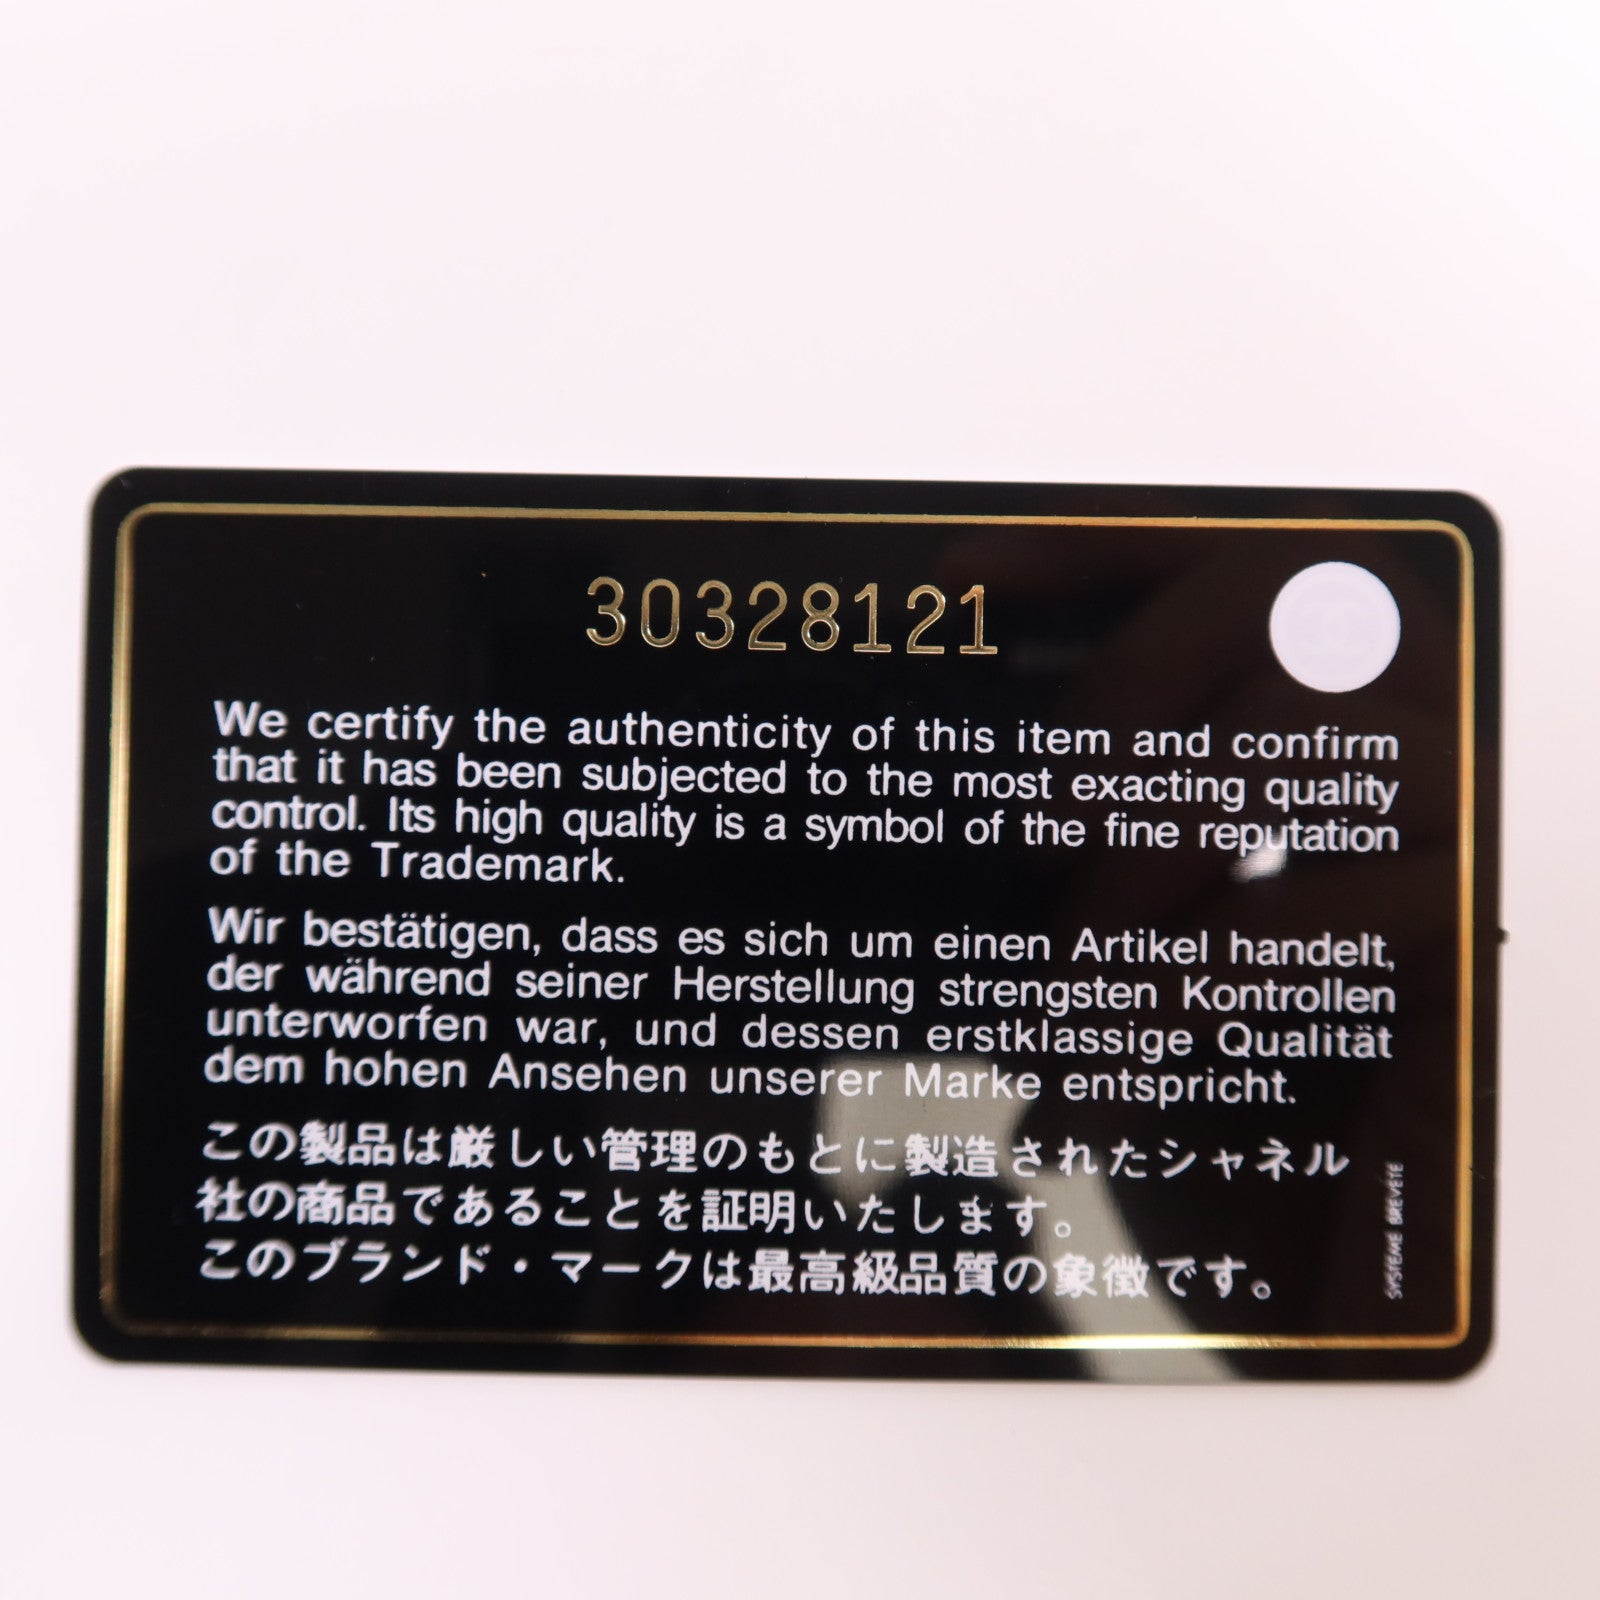 30328121
We certify the authenticity of this item and confirm
that it has been subjected to the most exacting quality
control. Its high quality is a symbol of the fine reputation
of the Trademark.
Wir bestätigen, dass es sich um einen Artikel handelt,
der während seiner Herstellung strengsten Kontrollen
unterworfen war, und dessen erstklassige Qualität
dem hohen Ansehen unserer Marke entspricht.
この製品は厳しい管理のもとに製造されたシャネル
社の商品であることを証明いたします。
このブランド・マークは最高級品質の象徴です。
SYSTEME BREVETE